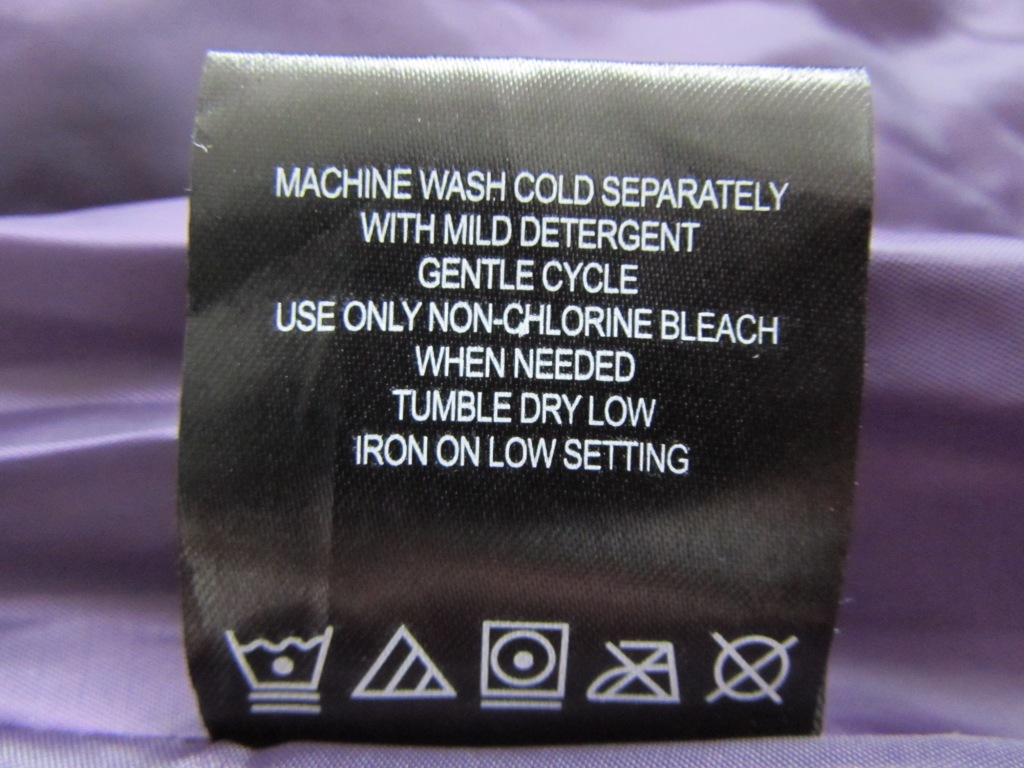 MACHINE WASH COLD SEPARATELY
WITH MILD DETERGENT
GENTLE CYCLE
USE ONLY NON-CHLORINE BLEACH
WHEN NEEDED
TUMBLE DRY LOW
IRON ON LOW SETTING